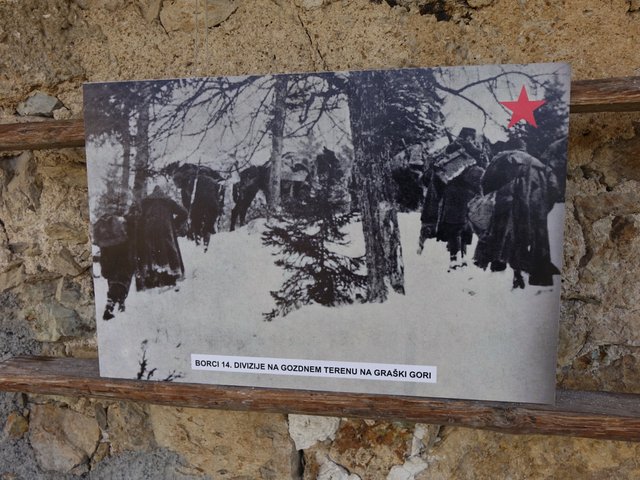 BORCI 14. DIVIZIJE NA GOZDNEM TERENU NA GRAŠKI GORI